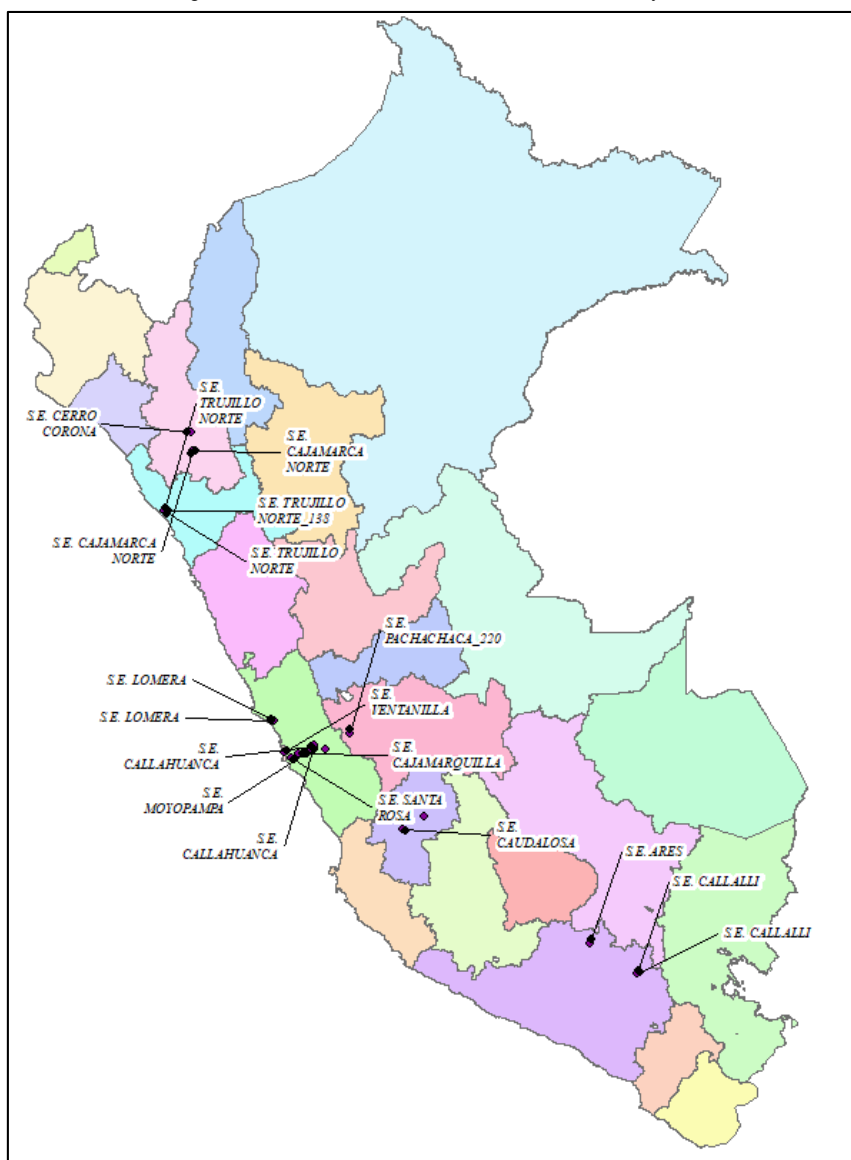 S.E.
TRUJILLO
NORTE
S.E. CERRO
CORONA
S.E.
CAJAMARCA
NORTE
S.E. TRUJILLO
NORTE_138
S.E. CAJAMARCA
NORTE
S.E. TRUJILLO
NORTE
S.E.
PACHACHACA_220
S.E. LOMERA
S.E.
VENTANILLA
S.E. LOMERA
S.E.
CALLAHUANCA
S.E.
CAJAMARQUILLA
S.E.
MOYOPAMPA
S.E. SANTA
ROSA
S.E.
CALLAHUANCA
S.E.
CAUDALOSA
S.E. ARES
S.E. CALLALLI
S.E. CALLALLI